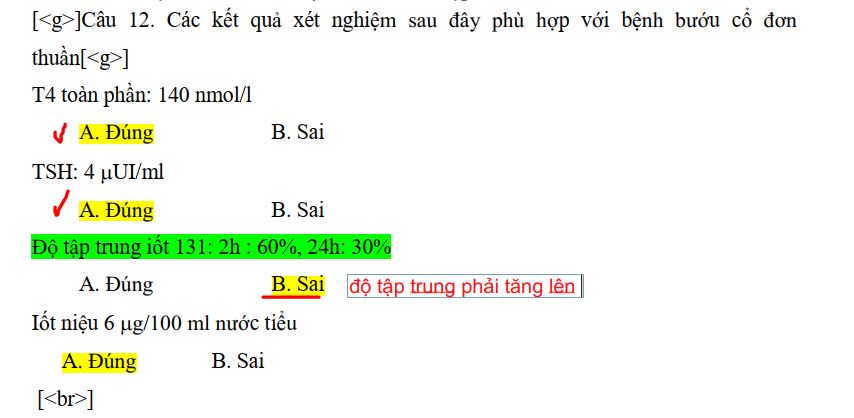 [<g>]Câu 12. Các kết quả xét nghiệm sau đây phù hợp với bệnh bướu cổ đơn
thuần[<g>]
T4 toàn phần: 140 nmol/l
A. Đúng B. Sai
TSH: 4 μUI/ml
A. Đúng B. Sai
Độ tập trung iốt 131: 2h : 60%, 24h: 30%
A. Đúng B. Sai độ tập trung phải tăng lên
Iốt niệu 6 μg/100 ml nước tiểu
A. Đúng B. Sai
[<br>]